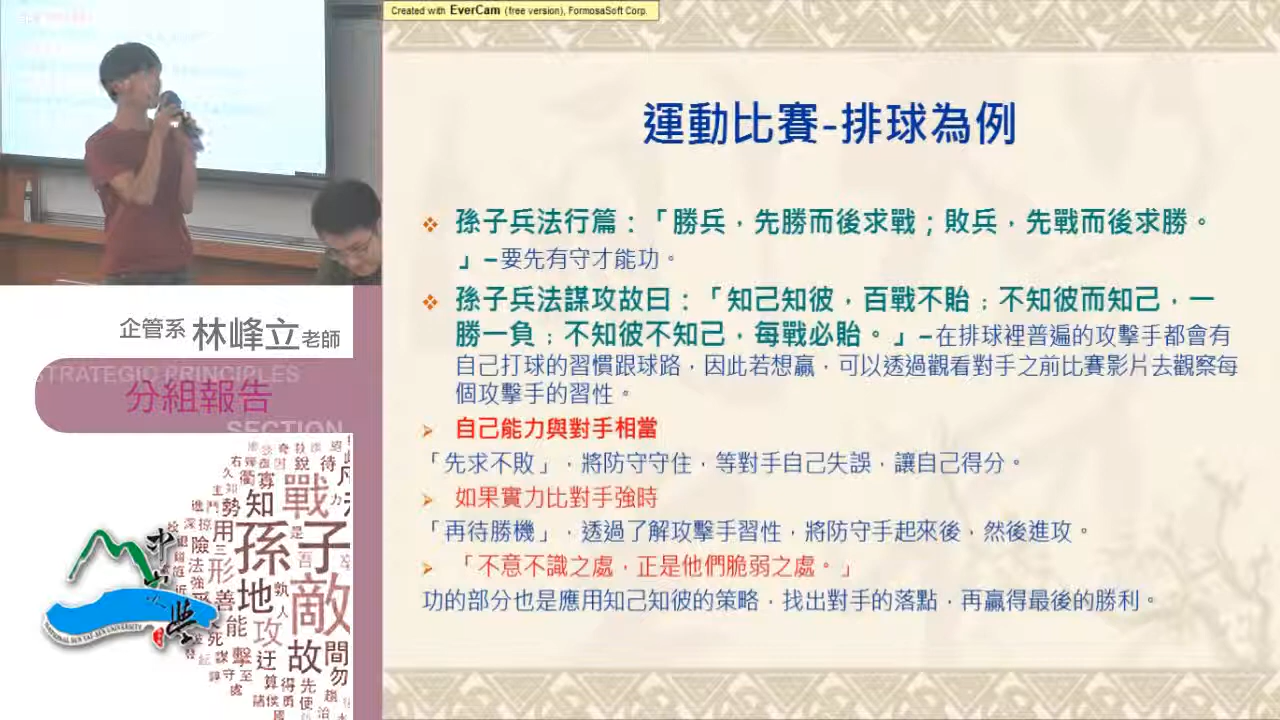 Created with EverCam (free version), FormosaSoft Corp.
運動比賽-排球為例
孫子兵法行篇：「勝兵，先勝而後求戰；敗兵，先戰而後求勝。
」–要先有守才能功。
孫子兵法謀攻故曰：「知己知彼，百戰不貽﹔不知彼而知己，一
勝一負﹔不知彼不知己，每戰必貽。」–在排球裡普遍的攻擊手都會有
自己打球的習慣跟球路，因此若想贏，可以透過觀看對手之前比賽影片去觀察每
個攻擊手的習性。
自己能力與對手相當
「先求不敗」，將防守守住，等對手自己失誤，讓自己得分。
如果實力比對手強時
「再待勝機」，透過了解攻擊手習性，將防守手起來後，然後進攻。
「不意不識之處，正是他們脆弱之處。」
功的部分也是應用知己知彼的策略，找出對手的落點，再贏得最後的勝利。
企管系 林峰立老師
STRATEGIC PRINCIPLES
分組報告
SECTION
戰
知
孫子
敵
地
攻
故
間
用
形
善
能
勢
NATIONAL SUN YAT-SEN UNIVERSITY